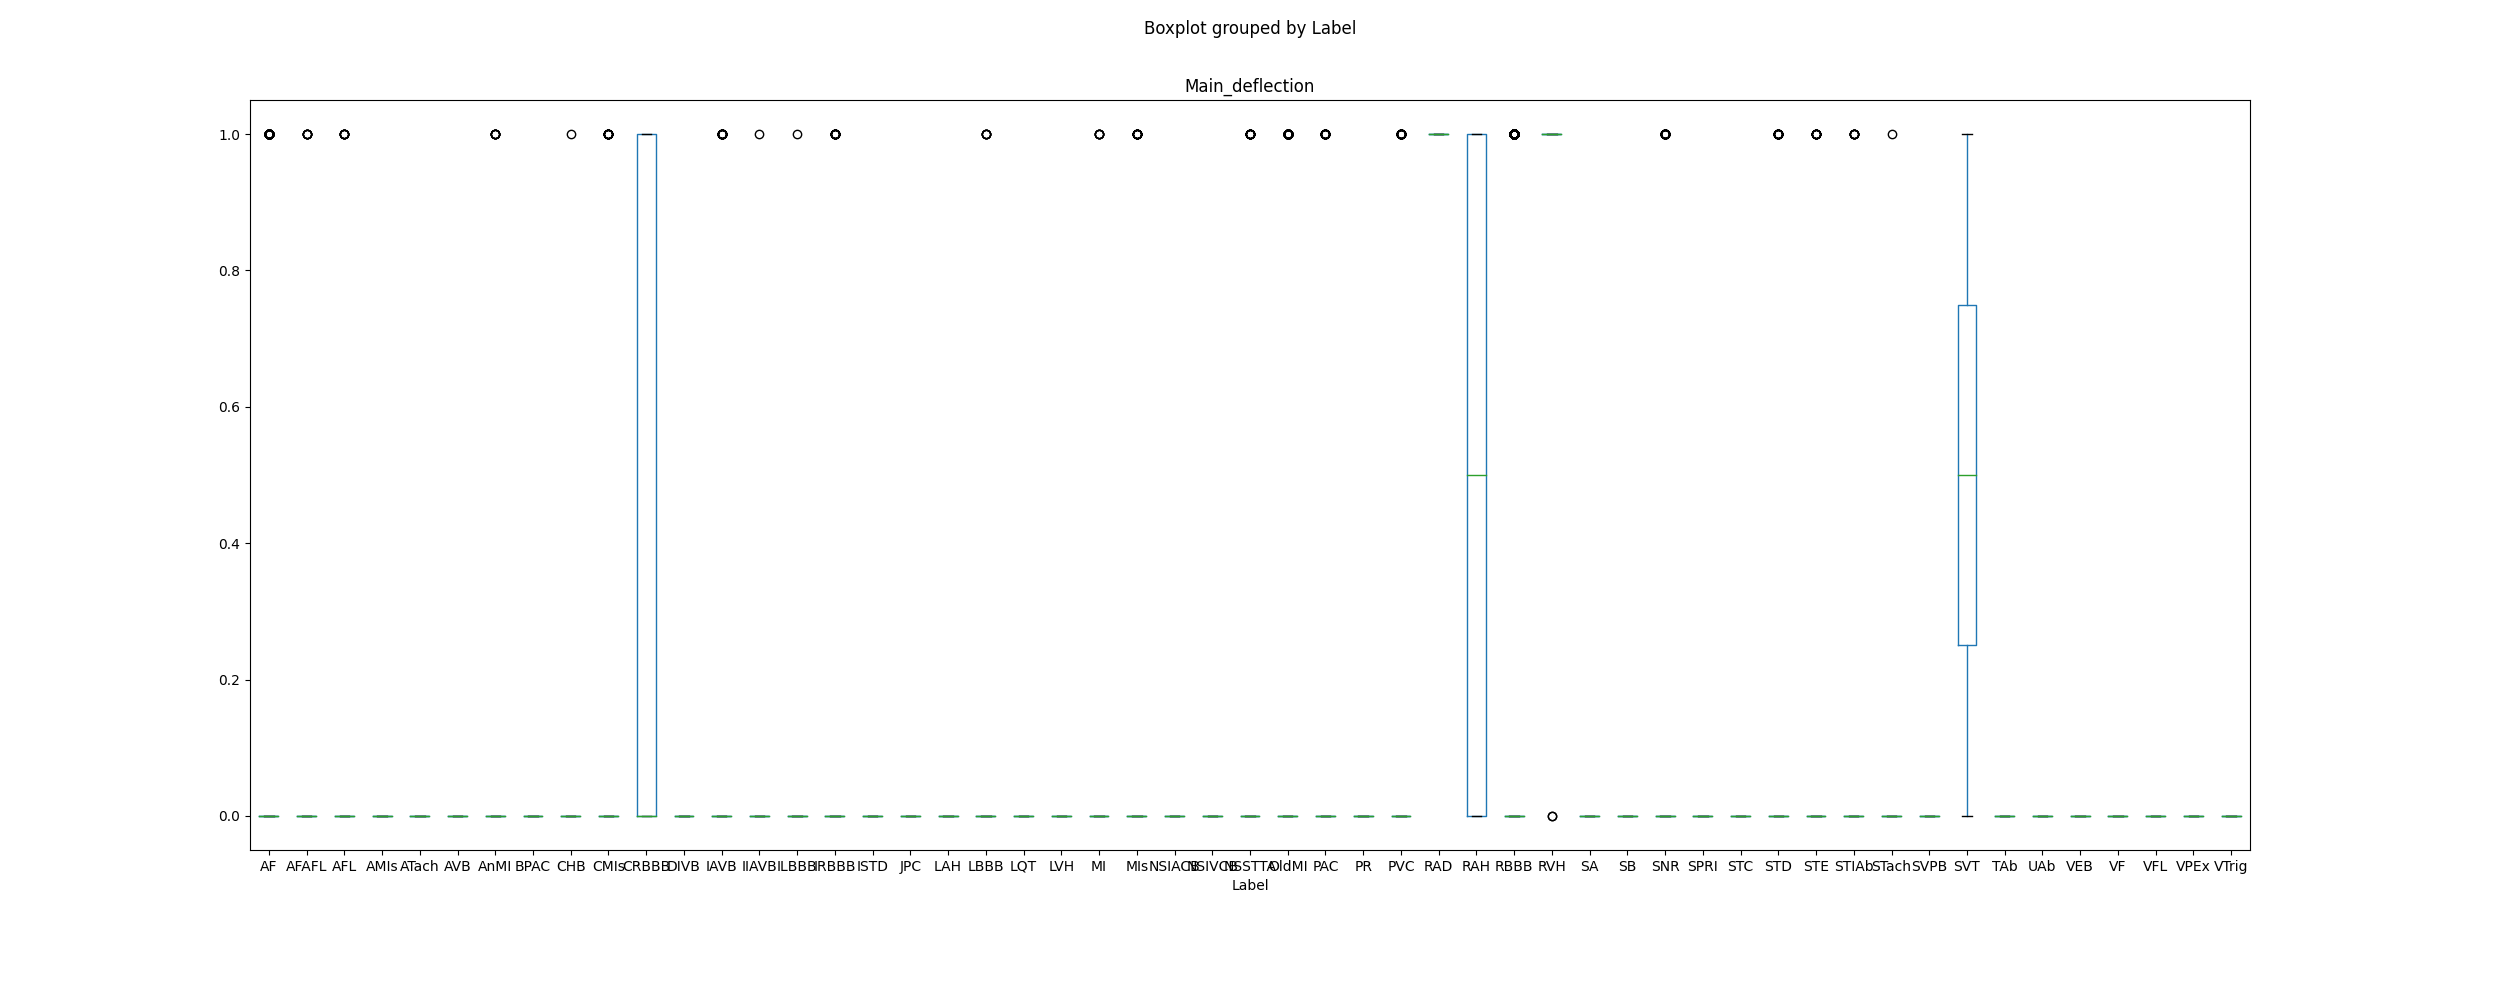 Boxplot grouped by Label
Main_deflection
1.0
0.8
0.6
0.4
0.2
0.0
AF AFAFL AFL AMIs ATach AVB AnMI BPAC CHB CMIs CRBBB DIVB IAVB IIAVB ILBBB IRBBB ISTD JPC LAH LBBB LQT LVH MI MIs NSIACB NSIVCB NSSTTA OldMI PAC PR PVC RAD RAH RBBB RVH SA SB SNR SPRI STC STD STE STIAb STach SVPB SVT TAb UAb VEB VF VFL VPEx VTrig
Label